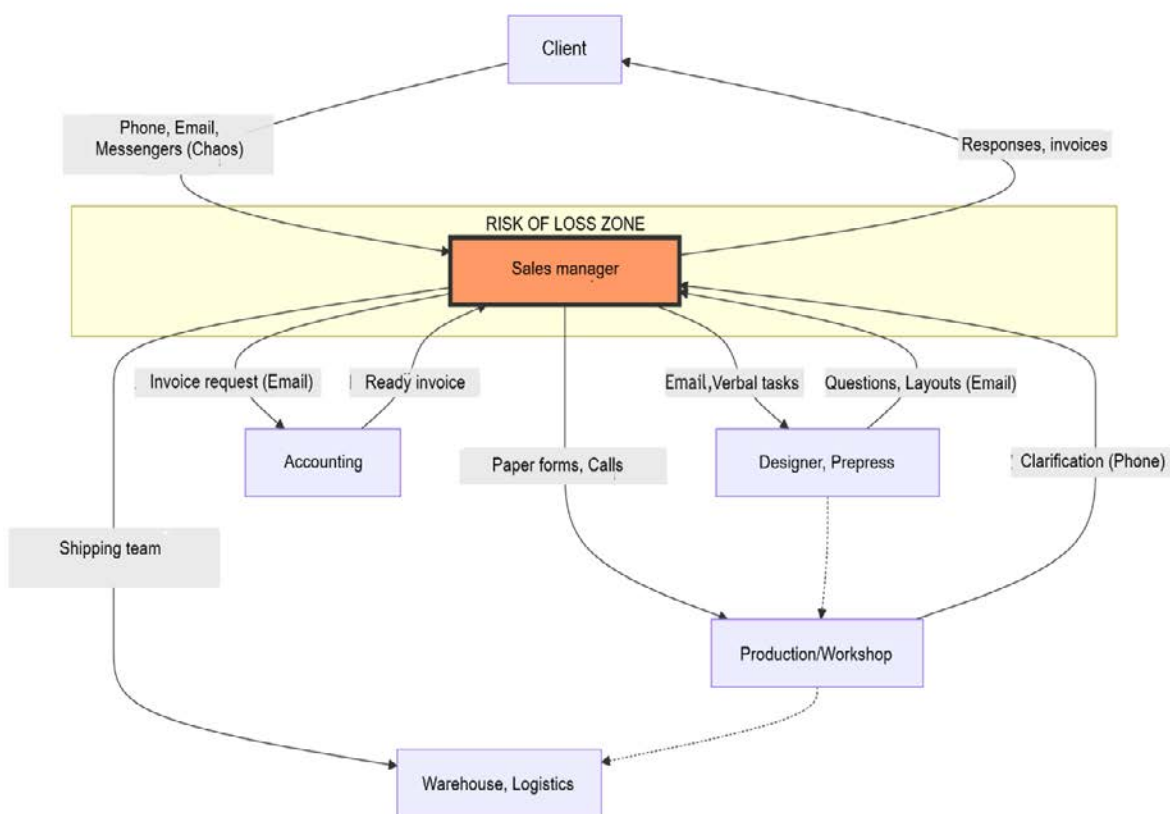 Client
Phone, Email,
Messengers (Chaos)
Responses, invoices
RISK OF LOSS ZONE
Sales manager
Invoice request (Email)
Ready invoice
Email,Verbal tasks
Questions, Layouts (Email)
Accounting
Paper forms, Calls
Designer, Prepress
Clarification (Phone)
Shipping team
Production/Workshop
Warehouse, Logistics